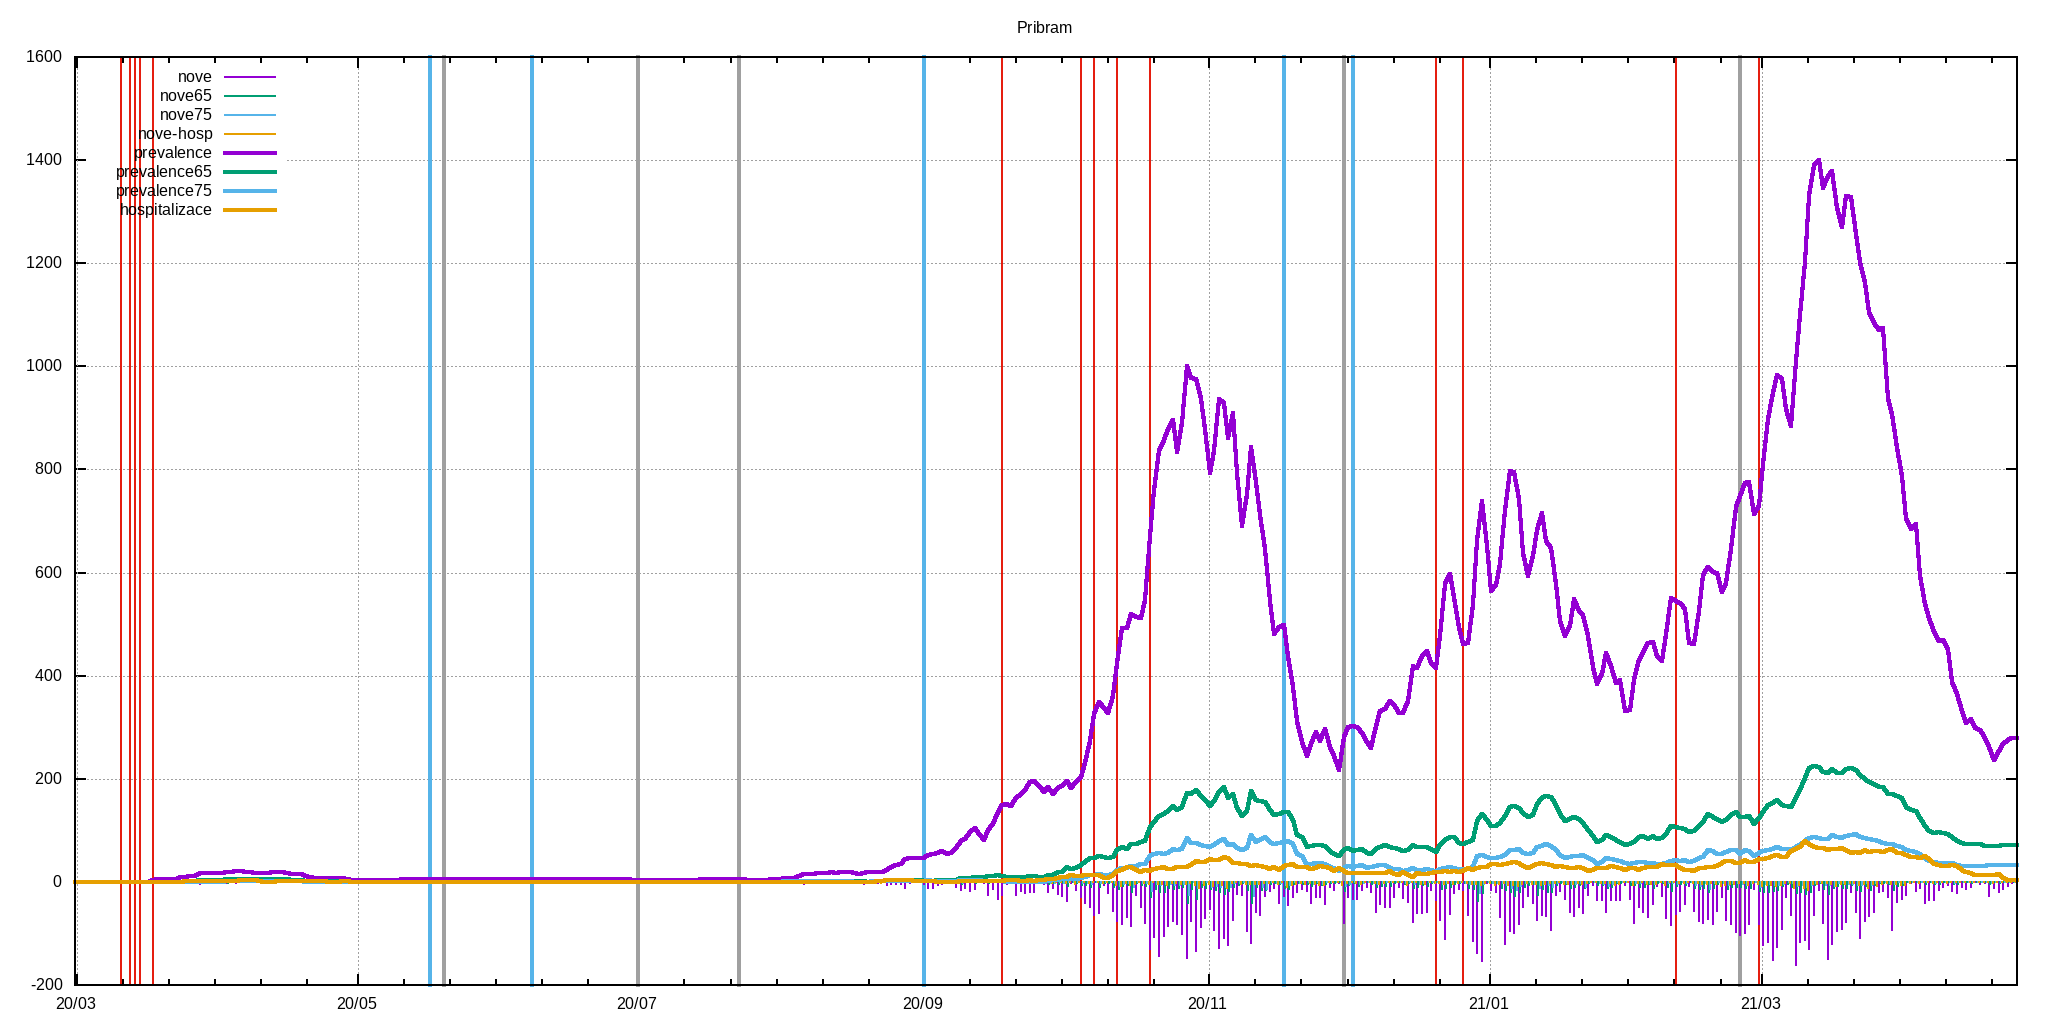 Pribram
1600
1400
1200
1000
800
600
400
200
0
-200
nove
nove65
nove75
nove-hosp
prevalence
prevalence65
prevalence75
hospitalizace
20/03 20/05 20/07 20/09 20/11 21/01 21/03